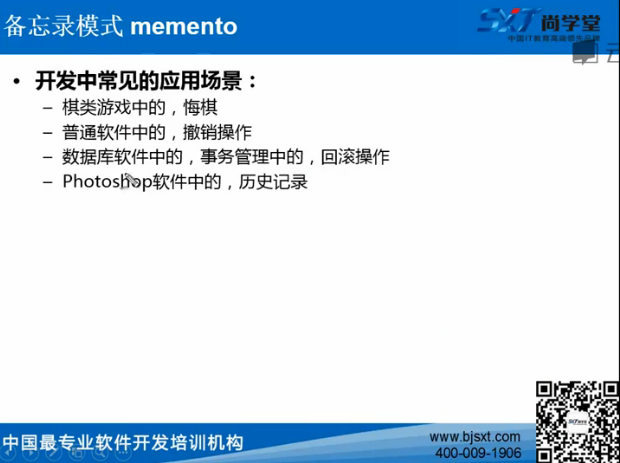 备忘录模式 memento
SXT 尚学堂
中国IT教育高端领先品牌
云
• 开发中常见的应用场景：
– 棋类游戏中的，悔棋
– 普通软件中的，撤销操作
– 数据库软件中的，事务管理中的，回滚操作
– Photoshop软件中的，历史记录
中国最专业软件开发培训机构
www.bjsxt.com
400-009-1906